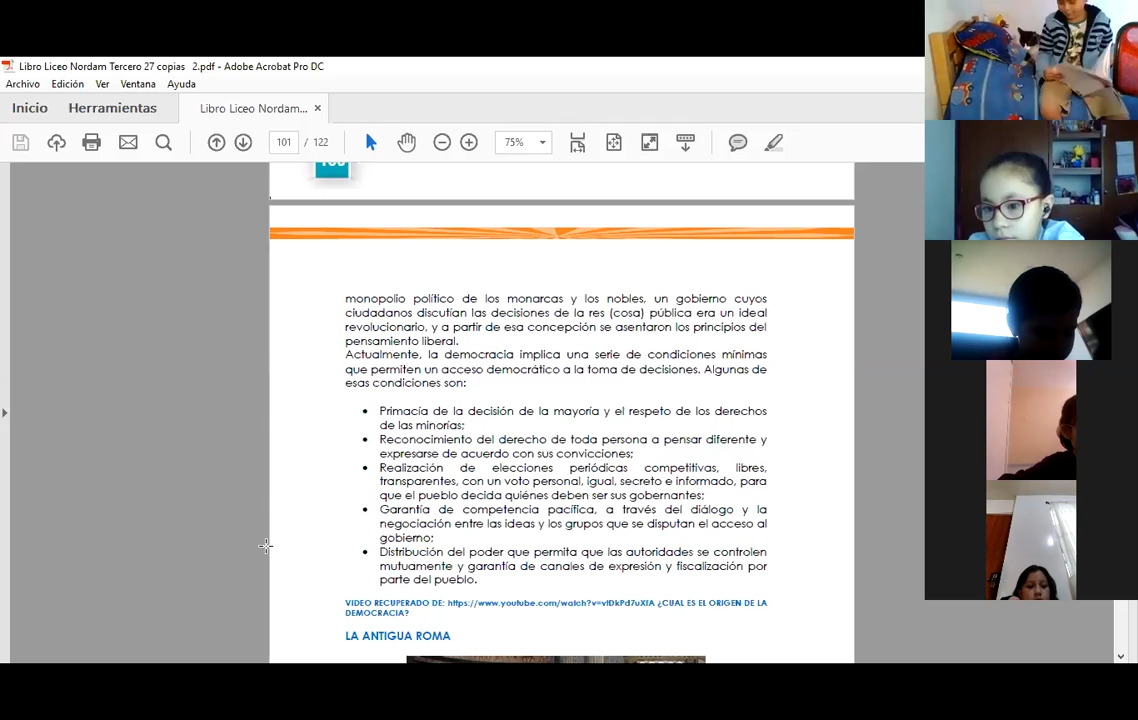 Libro Liceo Nordam Tercero 27 copias 2.pdf - Adobe Acrobat Pro DC
Archivo Edición Ver Ventana Ayuda
Inicio Herramientas Libro Liceo Nordam... ×
101 / 122 75%
monopolio político de los monarcas y los nobles, un gobierno cuyos
ciudadanos discutían las decisiones de la res (cosa) pública era un ideal
revolucionario, y a partir de esa concepción se asentaron los principios del
pensamiento liberal.
Actualmente, la democracia implica una serie de condiciones mínimas
que permiten un acceso democrático a la toma de decisiones. Algunas de
esas condiciones son:
• Primacía de la decisión de la mayoría y el respeto de los derechos
de las minorías;
• Reconocimiento del derecho de toda persona a pensar diferente y
expresarse de acuerdo con sus convicciones;
• Realización de elecciones periódicas competitivas, libres,
transparentes, con un voto personal, igual, secreto e informado, para
que el pueblo decida quiénes deben ser sus gobernantes;
• Garantía de competencia pacífica, a través del diálogo y la
negociación entre las ideas y los grupos que se disputan el acceso al
gobierno;
• Distribución del poder que permita que las autoridades se controlen
mutuamente y garantía de canales de expresión y fiscalización por
parte del pueblo.
VIDEO RECUPERADO DE: https://www.youtube.com/watch?v=vIDkPd7uXfA ¿CUAL ES EL ORIGEN DE LA
DEMOCRACIA?
LA ANTIGUA ROMA